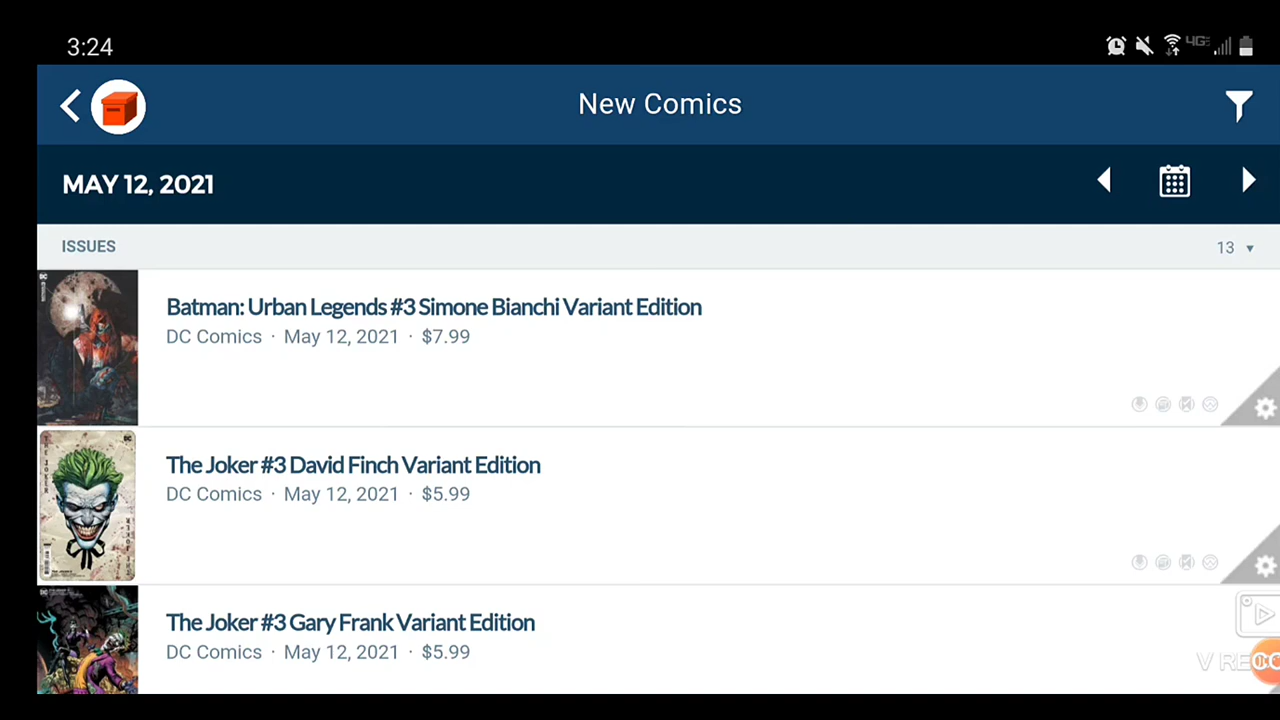 3:24
4GE
New Comics
MAY 12, 2021
ISSUES
13
Batman: Urban Legends #3 Simone Bianchi Variant Edition
DC Comics · May 12, 2021 · $7.99
The Joker #3 David Finch Variant Edition
DC Comics · May 12, 2021 · $5.99
The Joker #3 Gary Frank Variant Edition
DC Comics · May 12, 2021 · $5.99